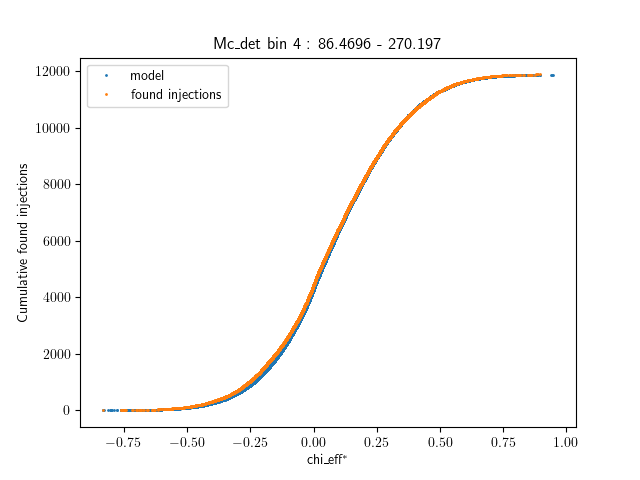 Mc_det bin 4 : 86.4696 - 270.197
model
found injections
Cumulative found injections
12000
10000
8000
6000
4000
2000
0
−0.75 −0.50 −0.25 0.00 0.25 0.50 0.75 1.00
chi_eff*